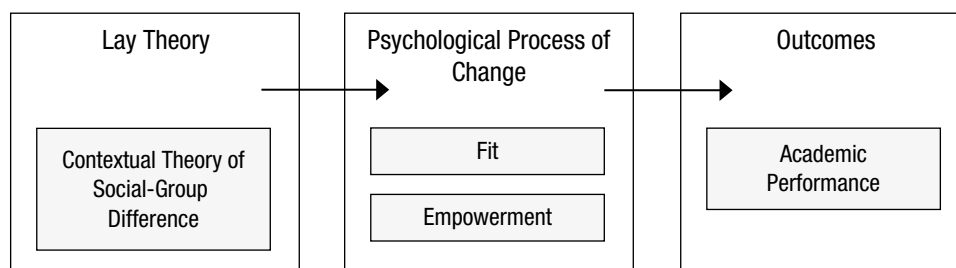 Lay Theory
Contextual Theory of
Social-Group
Difference
Psychological Process of
Change
Fit
Empowerment
Outcomes
Academic
Performance